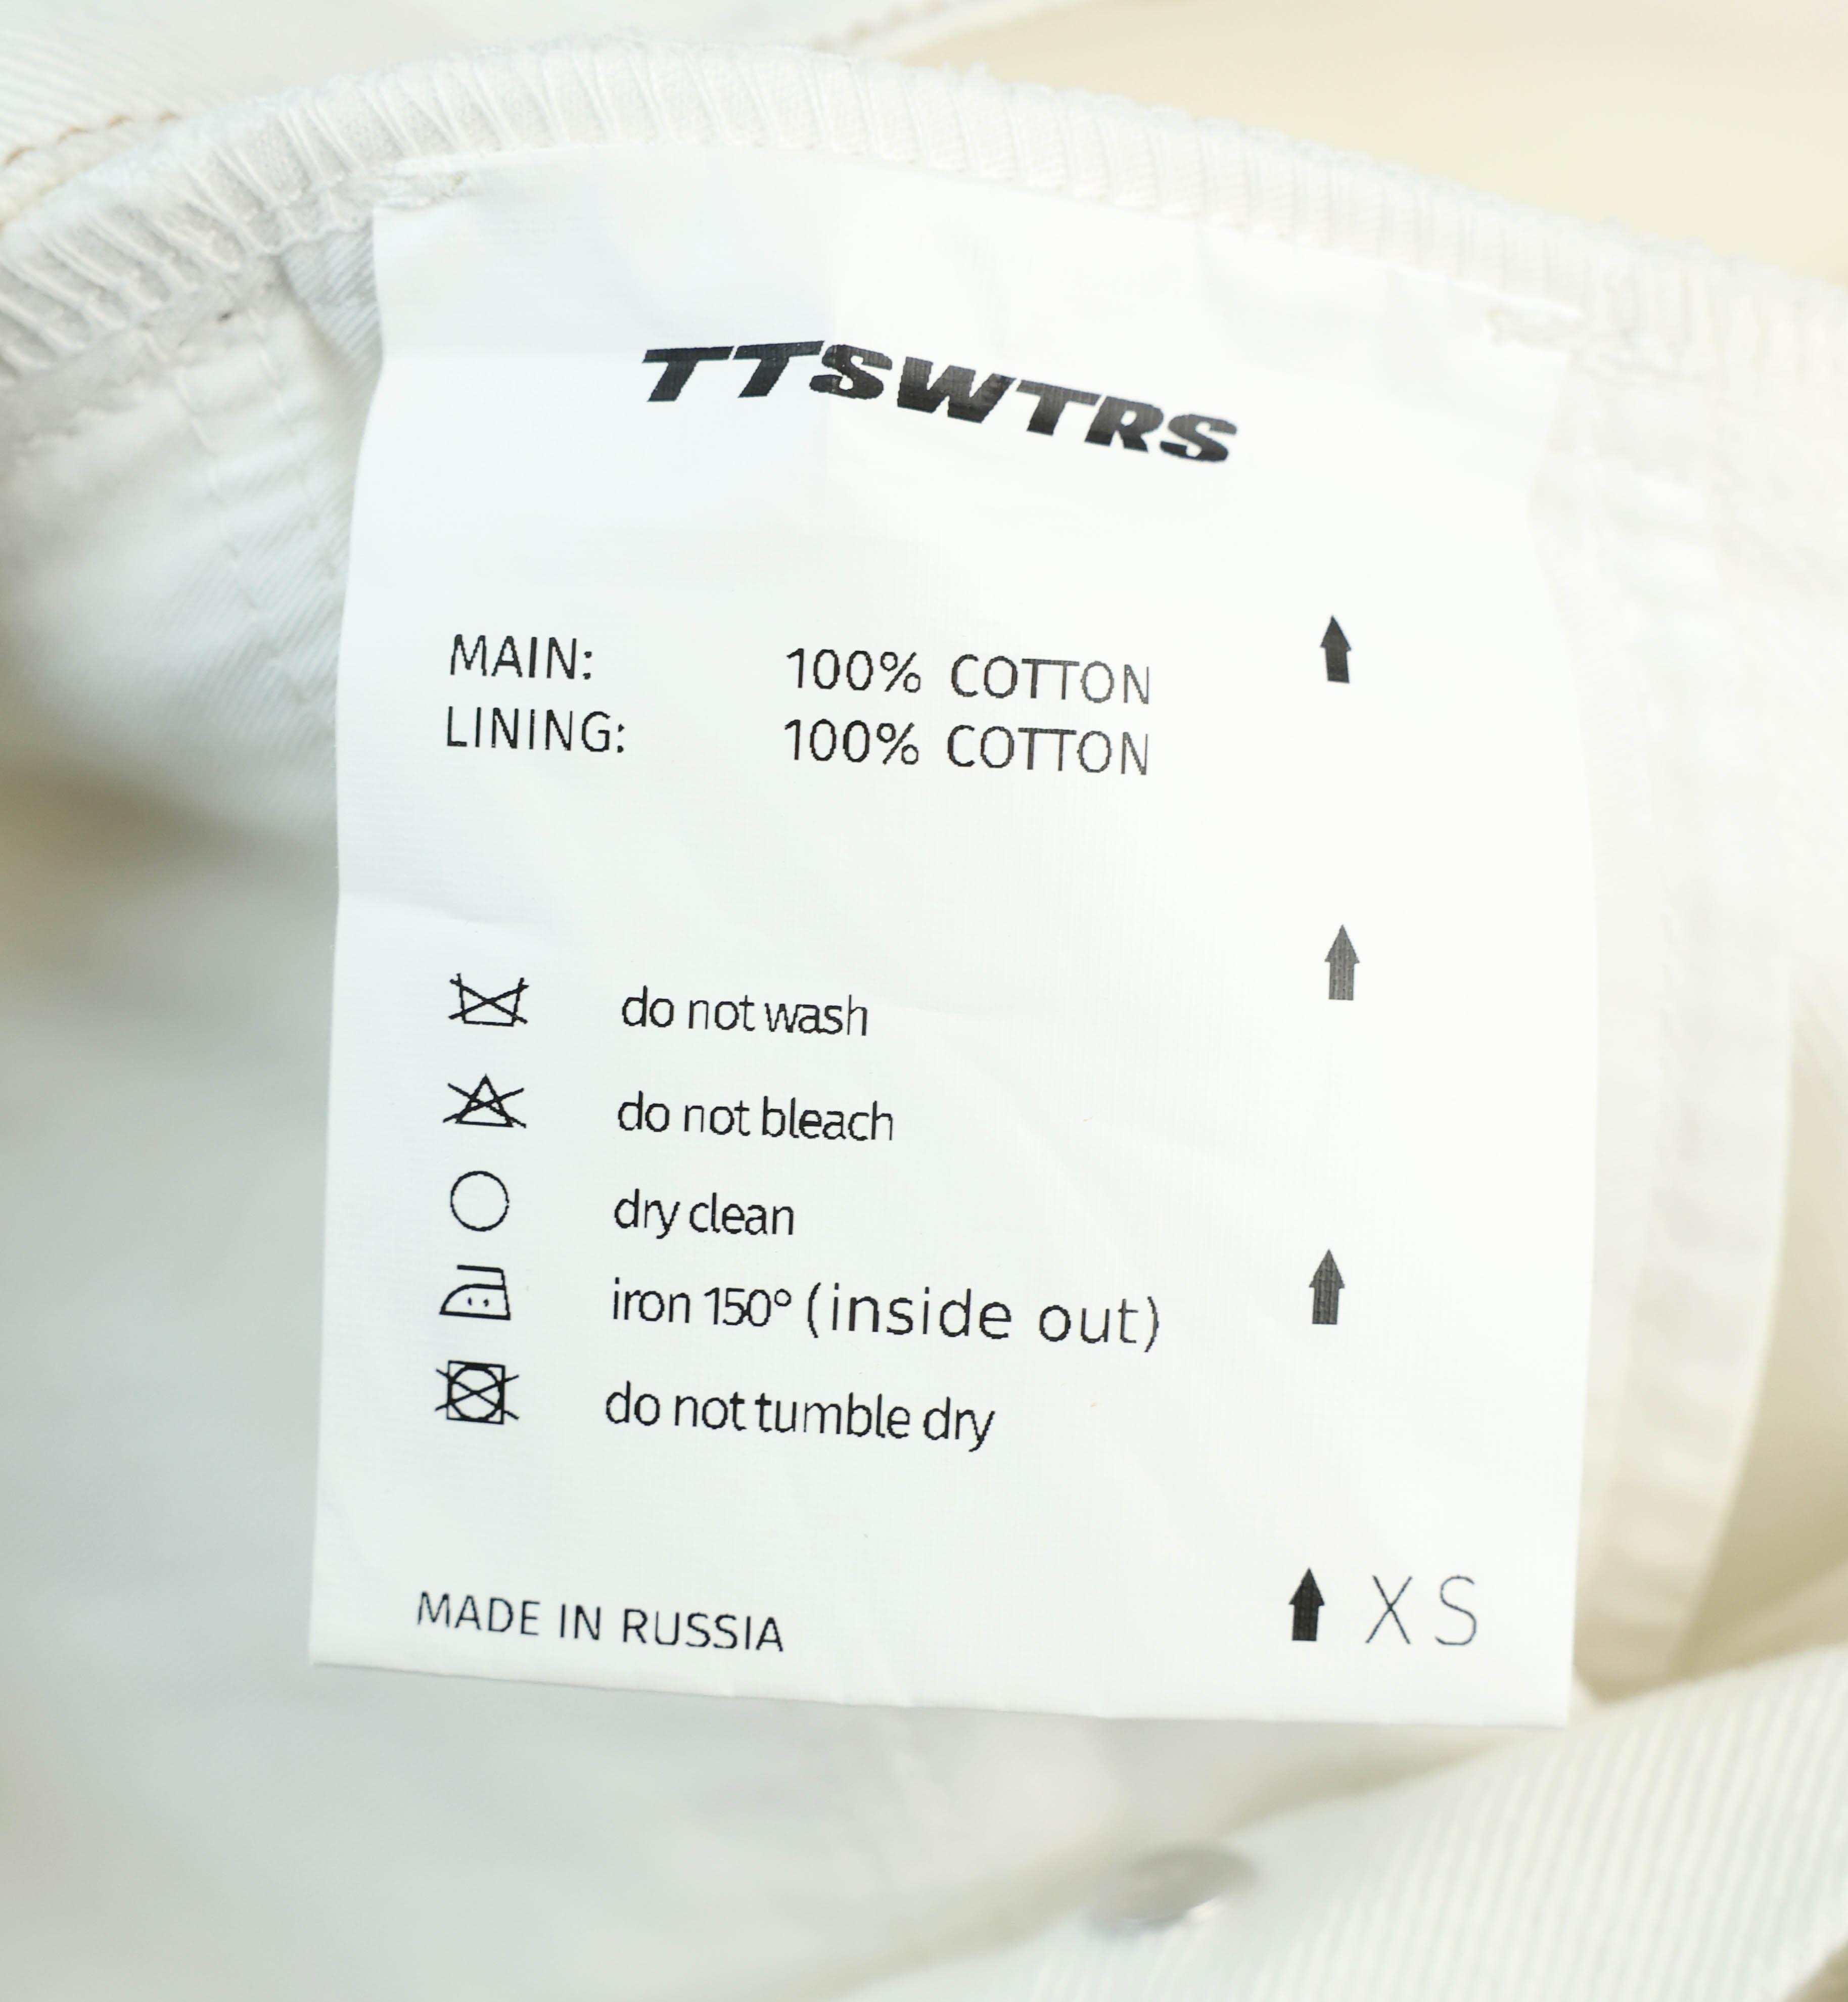 TTSWTRS
MAIN: 100% COTTON
LINING: 100% COTTON
do not wash
do not bleach
dry clean
iron 150° (inside out)
do not tumble dry
MADE IN RUSSIA
XS